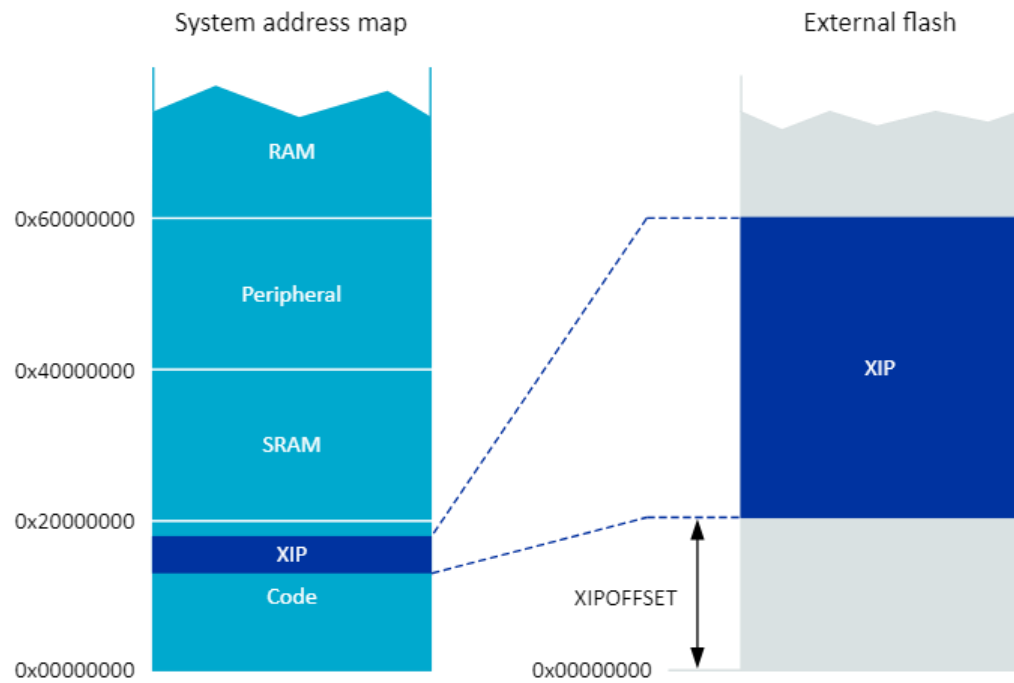 System address map
External flash
RAM
0x60000000
Peripheral
XIP
0x40000000
SRAM
0x20000000
XIP
Code
XIPOFFSET
0x00000000
0x00000000